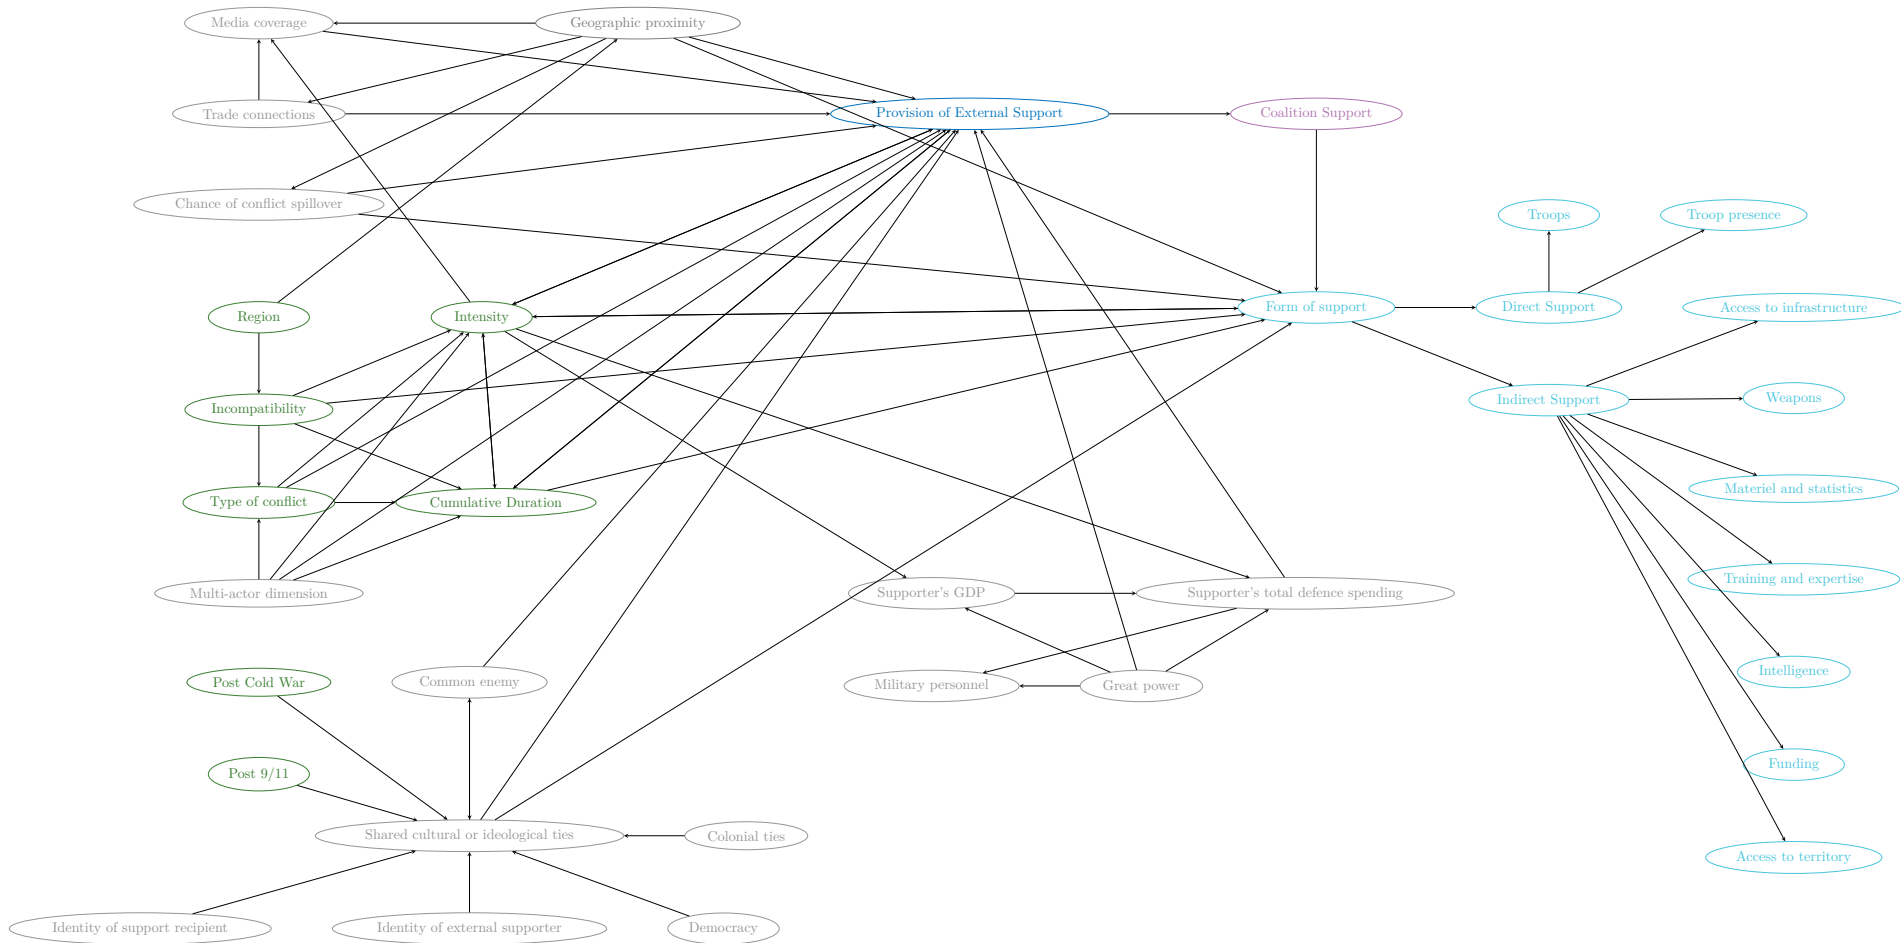 Media coverage
Geographic proximity
Trade connections
Provision of External Support
Coalition Support
Chance of conflict spillover
Troops
Troop presence
Region
Intensity
Form of support
Direct Support
Access to infrastructure
Incompatibility
Indirect Support
Weapons
Type of conflict
Cumulative Duration
Materiel and statistics
Multi-actor dimension
Supporter's GDP
Supporter's total defence spending
Training and expertise
Post Cold War
Common enemy
Military personnel
Great power
Intelligence
Post 9/11
Funding
Shared cultural or ideological ties
Colonial ties
Access to territory
Identity of support recipient
Identity of external supporter
Democracy